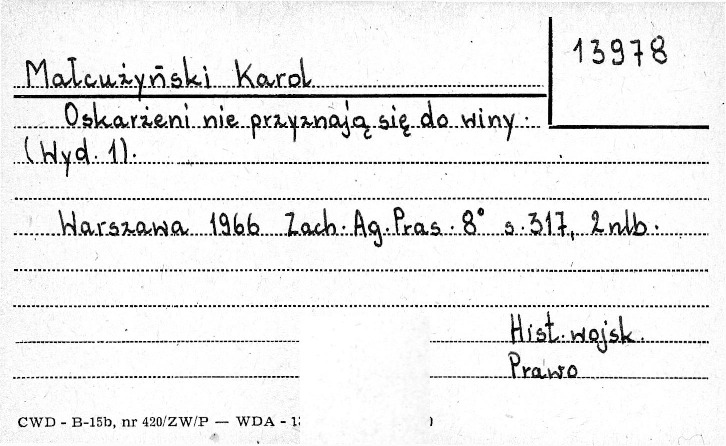 13978
Małcużyński Karol
Oskarżeni nie przyznają się do winy.
(Wyd. 1).
Warszawa 1966 Zach. Ag. Pras. 8° s. 317, 2 nlb.
Hist. wojsk.
Prawo
CWD - B-15b, nr 420/ZW/P — WDA -